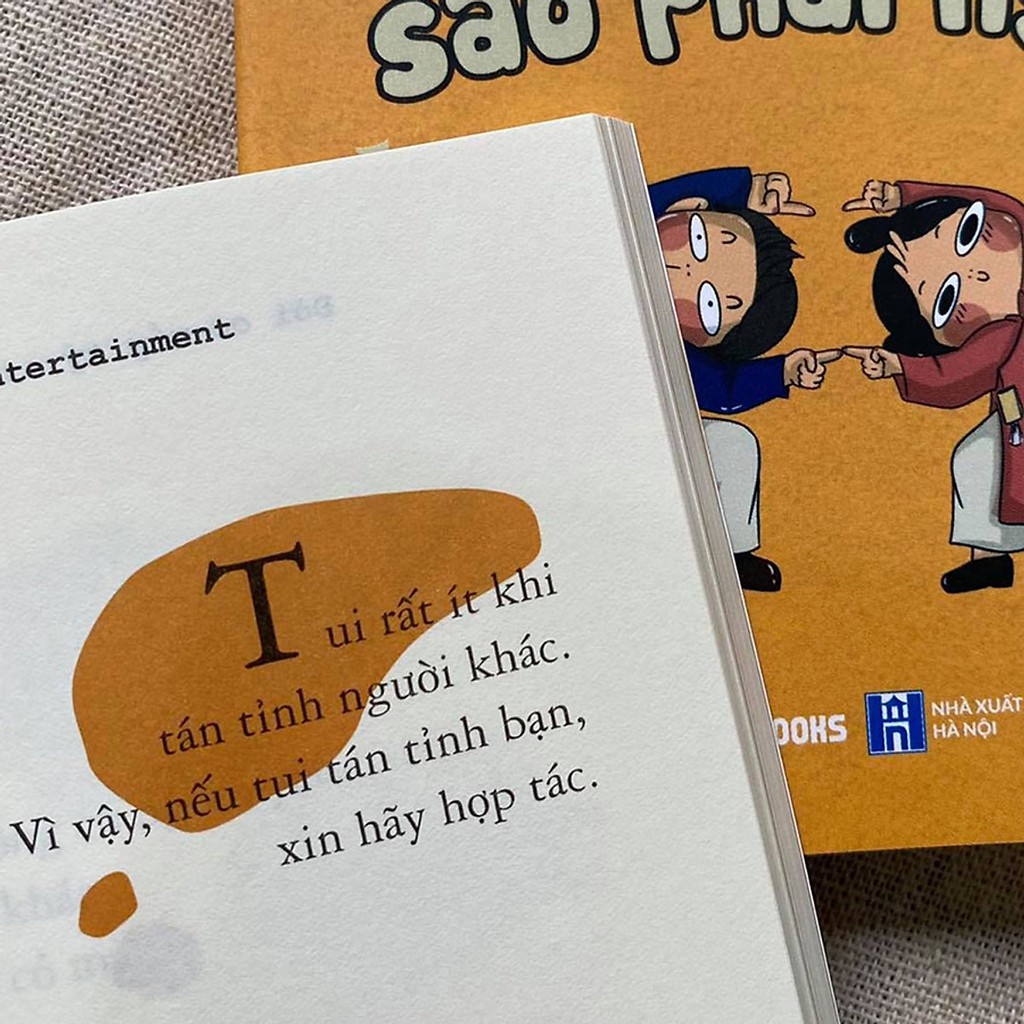 sao phải
ntertainment
Tui rất ít khi
tán tỉnh người khác.
Vì vậy, nếu tui tán tỉnh bạn,
xin hãy hợp tác.
OOKS
NHÀ XUẤT
HÀ NỘI